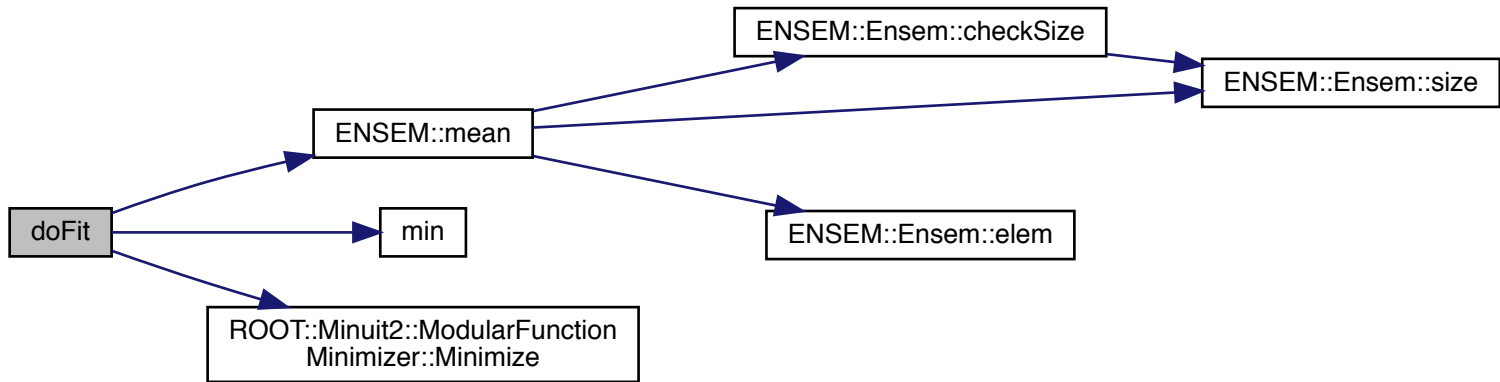 ENSEM::Ensem::checkSize
ENSEM::Ensem::size
ENSEM::mean
doFit
min
ENSEM::Ensem::elem
ROOT::Minuit2::ModularFunction
Minimizer::Minimize